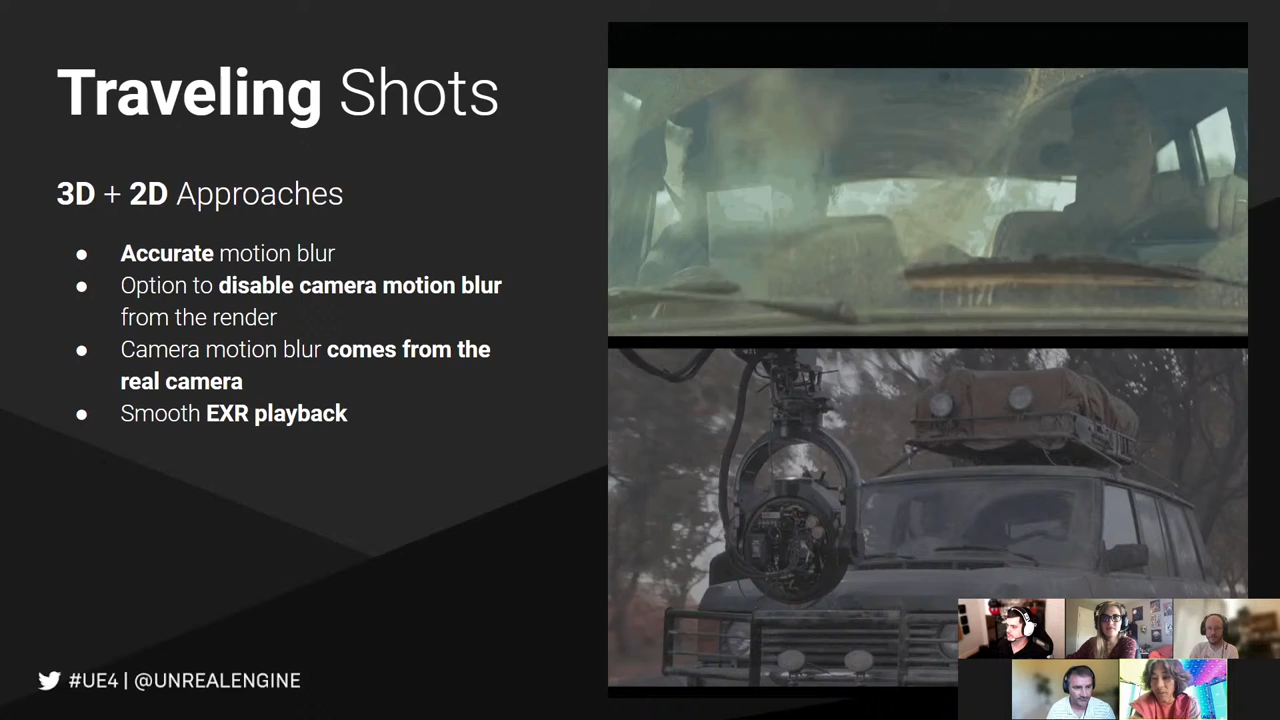 Traveling Shots
3D + 2D Approaches
● Accurate motion blur
● Option to disable camera motion blur
from the render
● Camera motion blur comes from the
real camera
● Smooth EXR playback
#UE4 | @UNREALENGINE